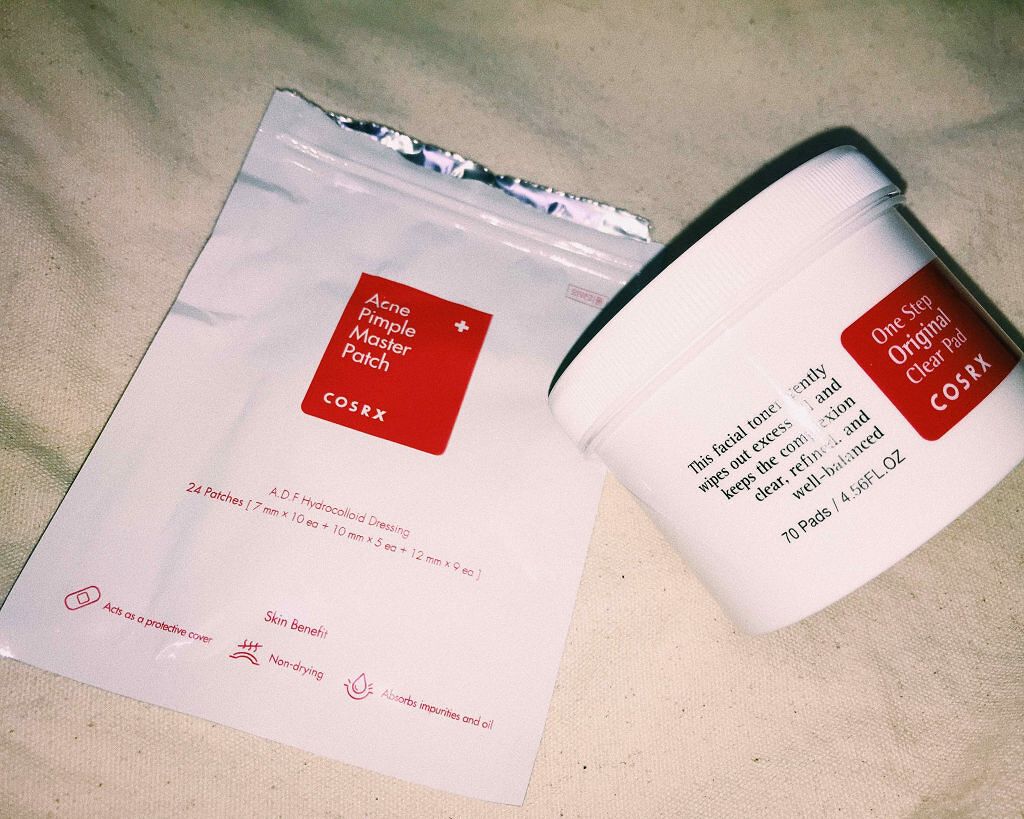 Acne
Pimple
Master
Patch
COSRX
A.D.F Hydrocolloid Dressing
24 Patches [ 7 mm × 10 ea + 10 mm × 5 ea + 12 mm × 9 ea ]
Skin Benefit
Acts as a protective cover
Non-drying
Absorbs impurities and oil
One Step
Original
Clear Pad
COSRX
This facial toner gently
wipes out excess and
keeps the complexion
clear, refined, and
well-balanced
70 Pads / 4.56FL.OZ